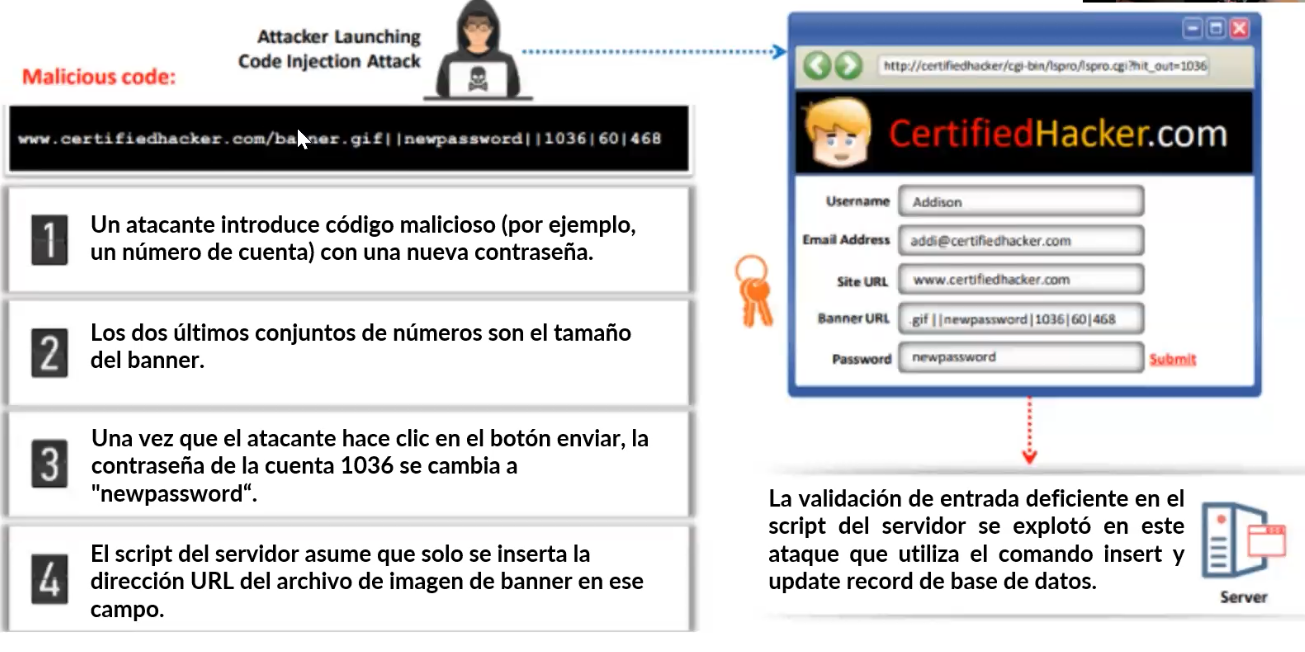 Attacker Launching
Code Injection Attack
Malicious code:
www.certifiedhacker.com/banner.gif||newpassword||1036|60|468
1
Un atacante introduce código malicioso (por ejemplo,
un número de cuenta) con una nueva contraseña.
2
Los dos últimos conjuntos de números son el tamaño
del banner.
3
Una vez que el atacante hace clic en el botón enviar, la
contraseña de la cuenta 1036 se cambia a
"newpassword“.
4
El script del servidor asume que solo se inserta la
dirección URL del archivo de imagen de banner en ese
campo.
http://certifiedhacker/cgi-bin/lspro/lspro.cgi?hit_out=1036
CertifiedHacker.com
Username Addison
Email Address addi@certifiedhacker.com
Site URL www.certifiedhacker.com
Banner URL .gif ||newpassword|1036|60|468
Password newpassword Submit
La validación de entrada deficiente en el
script del servidor se explotó en este
ataque que utiliza el comando insert y
update record de base de datos.
Server